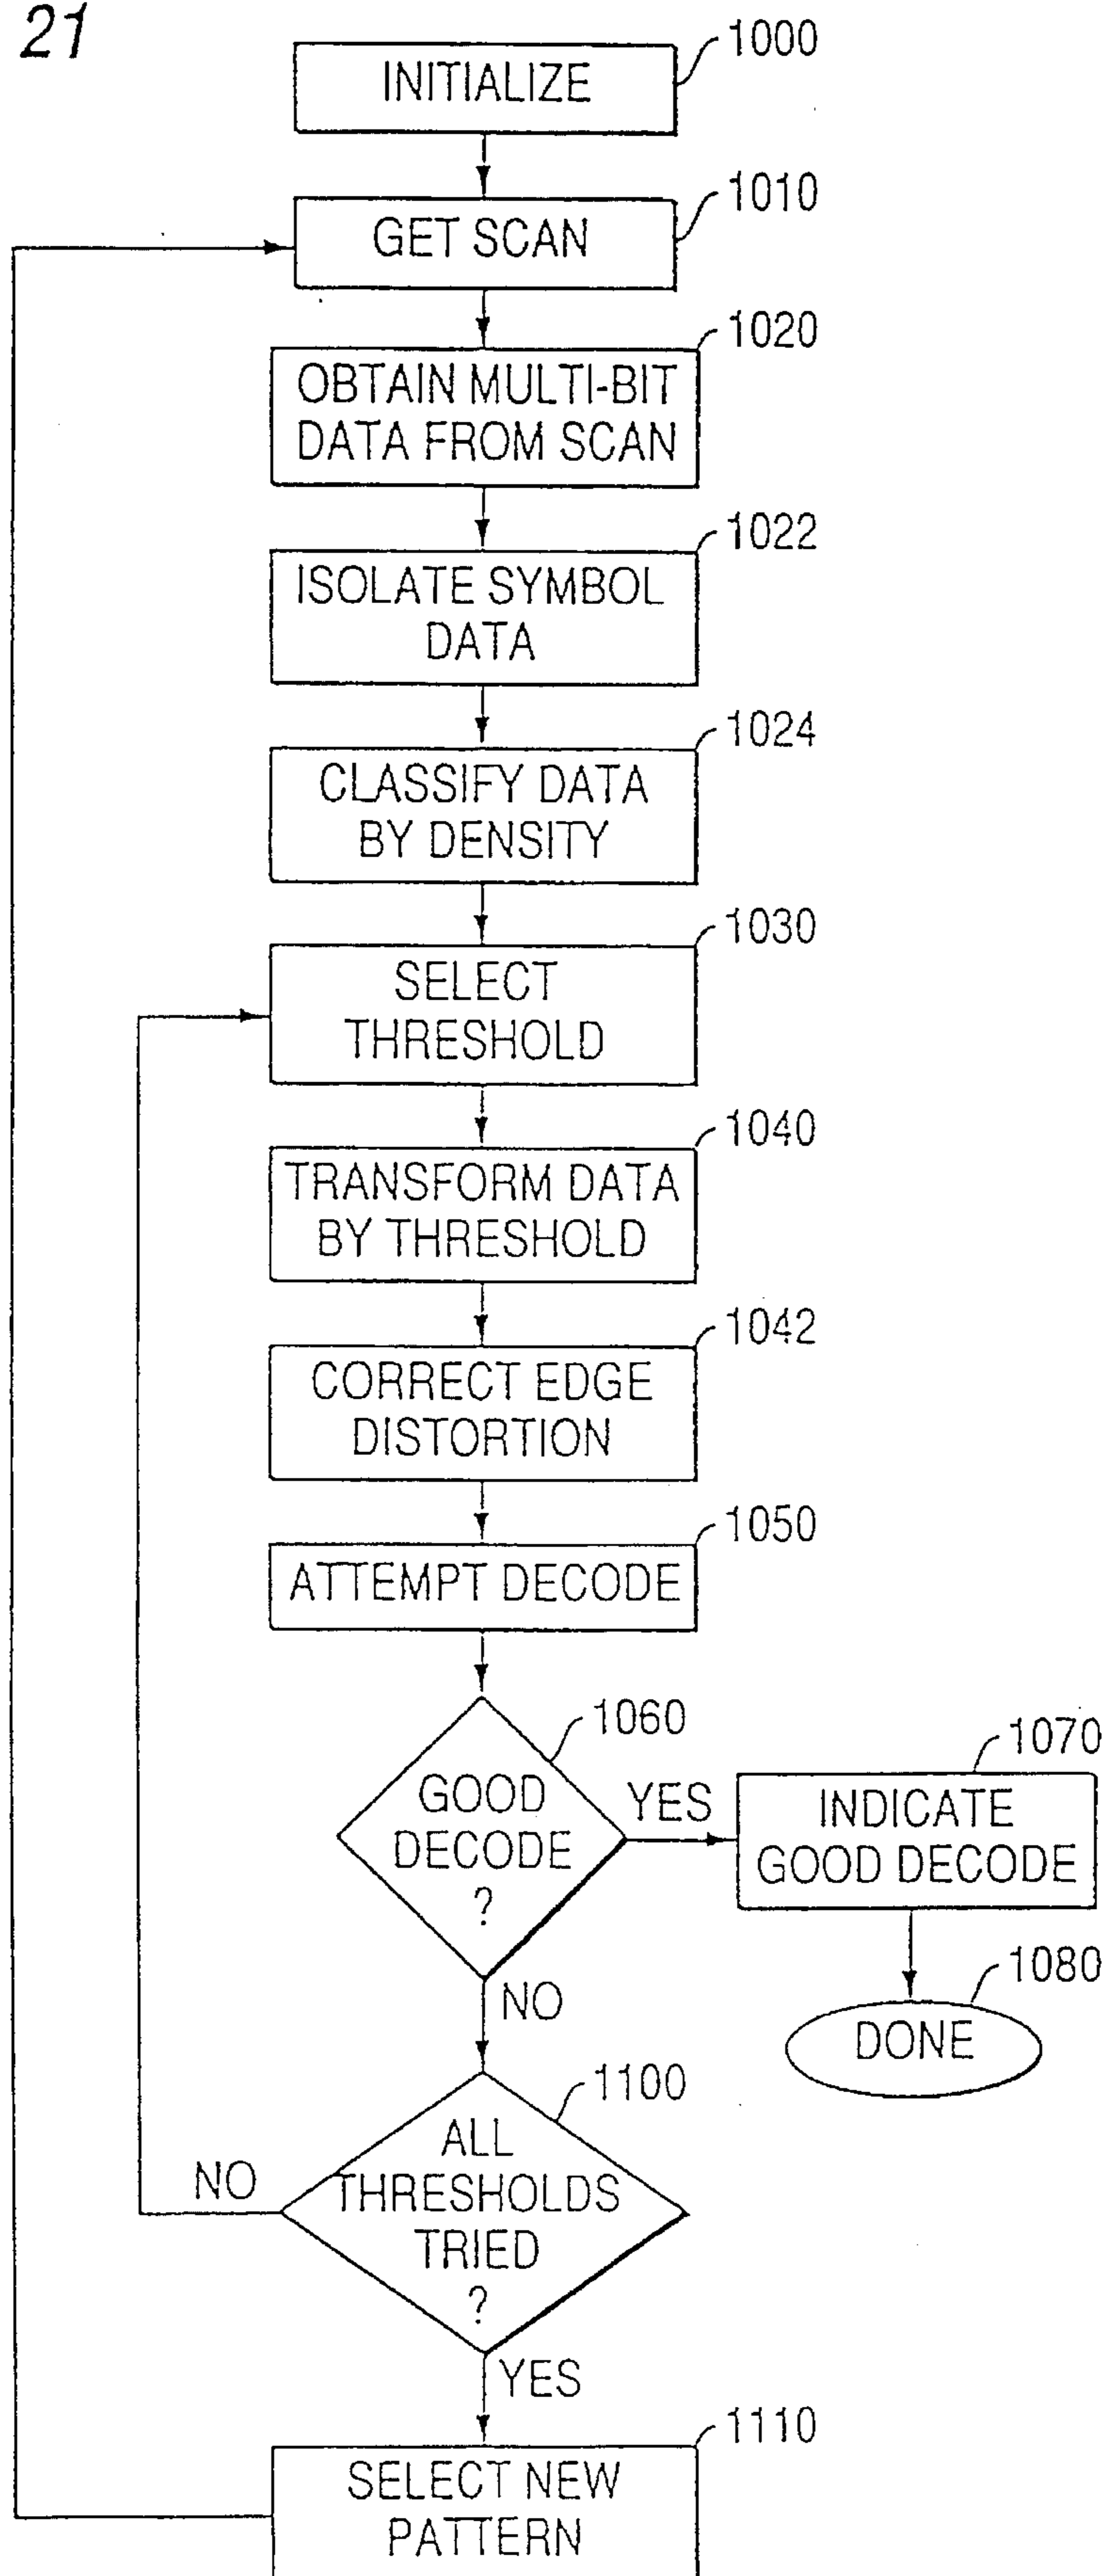 21
1000
INITIALIZE
1010
GET SCAN
1020
OBTAIN MULTI-BIT
DATA FROM SCAN
1022
ISOLATE SYMBOL
DATA
1024
CLASSIFY DATA
BY DENSITY
1030
SELECT
THRESHOLD
1040
TRANSFORM DATA
BY THRESHOLD
1042
CORRECT EDGE
DISTORTION
1050
ATTEMPT DECODE
1060
GOOD
DECODE
?
YES
1070
INDICATE
GOOD DECODE
NO
1080
DONE
1100
ALL
THRESHOLDS
TRIED
?
NO
YES
1110
SELECT NEW
PATTERN